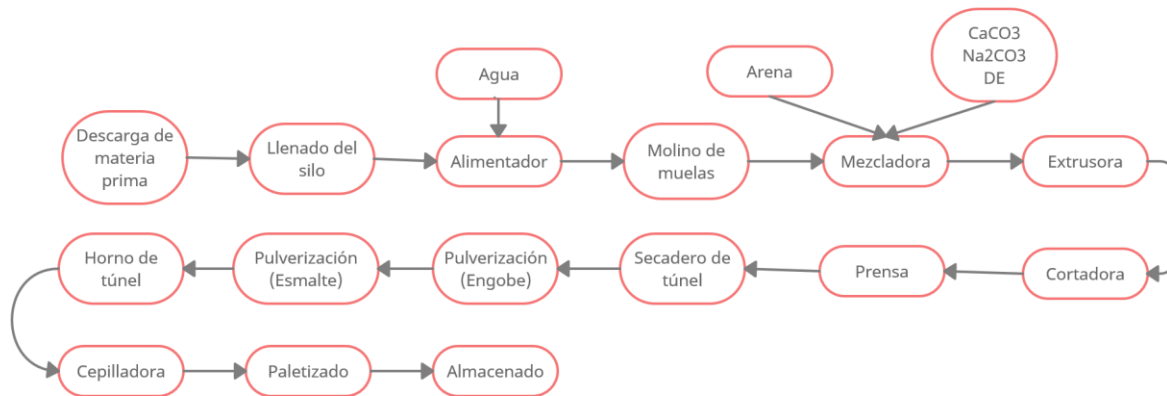 CaCO3
Na2CO3
DE
Agua
Arena
Descarga de
materia
prima
Llenado del
silo
Alimentador
Molino de
muelas
Mezcladora
Extrusora
Horno de
túnel
Pulverización
(Esmalte)
Pulverización
(Engobe)
Secadero de
túnel
Prensa
Cortadora
Cepilladora
Paletizado
Almacenado